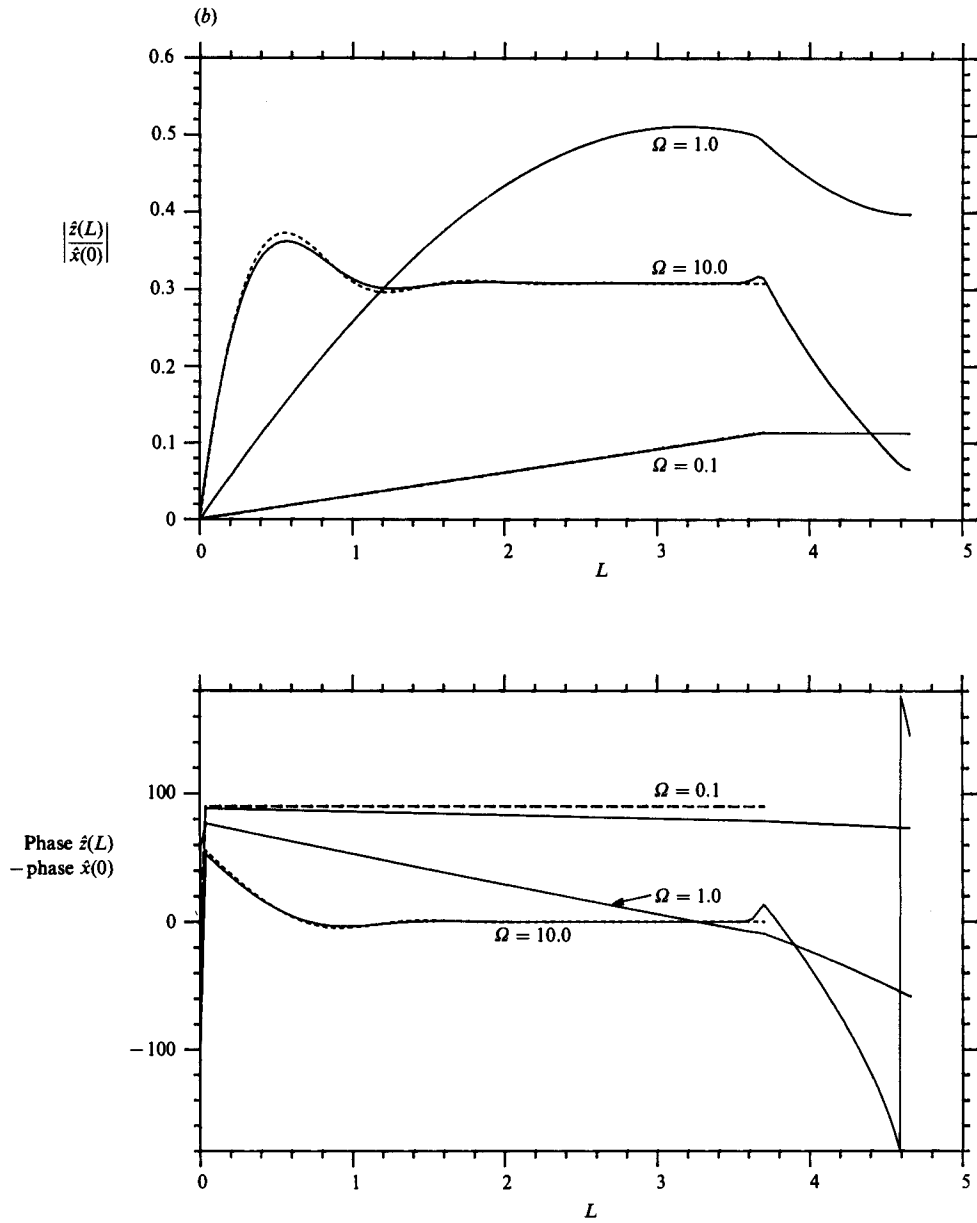 (b)
0.6
0.5
Ω = 1.0
0.4
|ẑ(L)/x̂(0)|
Ω = 10.0
0.3
0.2
0.1
Ω = 0.1
0
0 1 2 3 4 5
L
100
Ω = 0.1
Phase ẑ(L)
−phase x̂(0)
Ω = 1.0
0
Ω = 10.0
−100
0 1 2 3 4 5
L